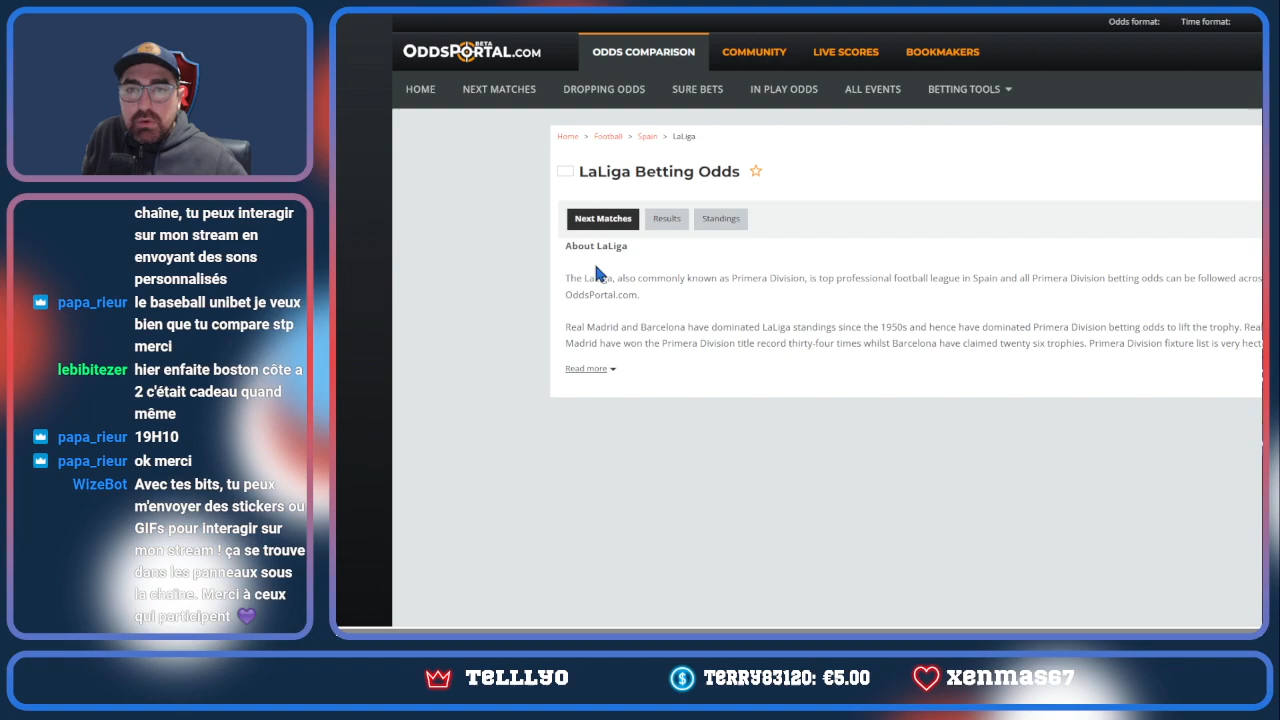 Odds format: Time format:
BETA
ODDSPORTAL.COM
ODDS COMPARISON
COMMUNITY
LIVE SCORES
BOOKMAKERS
HOME
NEXT MATCHES
DROPPING ODDS
SURE BETS
IN PLAY ODDS
ALL EVENTS
BETTING TOOLS
Home > Football > Spain > LaLiga
LaLiga Betting Odds
Next Matches
Results
Standings
About LaLiga
The LaLiga, also commonly known as Primera Division, is top professional football league in Spain and all Primera Division betting odds can be followed acros
OddsPortal.com.
Real Madrid and Barcelona have dominated LaLiga standings since the 1950s and hence have dominated Primera Division betting odds to lift the trophy. Real
Madrid have won the Primera Division title record thirty-four times whilst Barcelona have claimed twenty six trophies. Primera Division fixture list is very hect
Read more
chaîne, tu peux interagir
sur mon stream en
envoyant des sons
personnalisés
papa_rieur le baseball unibet je veux
bien que tu compare stp
merci
lebibitezer hier enfaite boston côte a
2 c'était cadeau quand
même
papa_rieur 19H10
papa_rieur ok merci
WizeBot Avec tes bits, tu peux
m'envoyer des stickers ou
GIFs pour interagir sur
mon stream ! ça se trouve
dans les panneaux sous
la chaîne. Merci à ceux
qui participent 💜
TELLLYO
TERRY83120: €5.00
XENMAS67